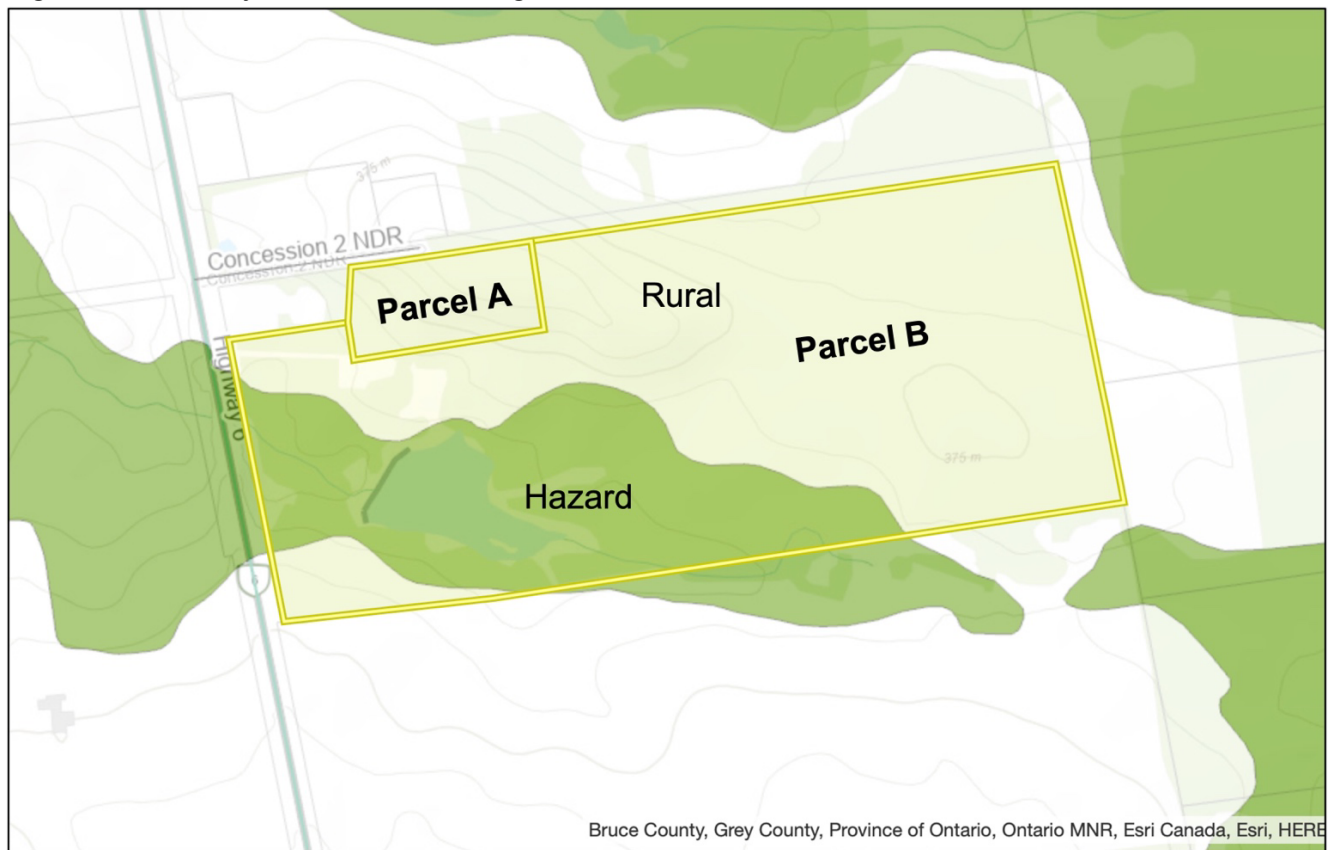 375 m
Concession 2 NDR
Concession 2 NDR
Parcel A
Rural
Parcel B
Highway 6
375 m
Hazard
6
Bruce County, Grey County, Province of Ontario, Ontario MNR, Esri Canada, Esri, HERE